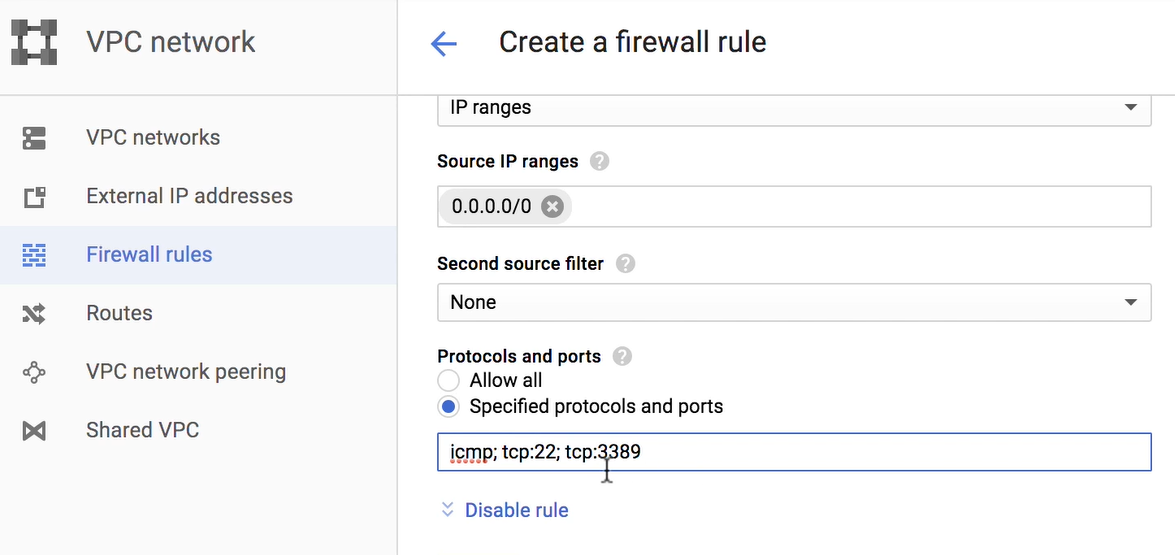 VPC network
VPC networks
External IP addresses
Firewall rules
Routes
VPC network peering
Shared VPC
Create a firewall rule
IP ranges
Source IP ranges ?
0.0.0.0/0
Second source filter ?
None
Protocols and ports ?
Allow all
Specified protocols and ports
icmp; tcp:22; tcp:3389
Disable rule